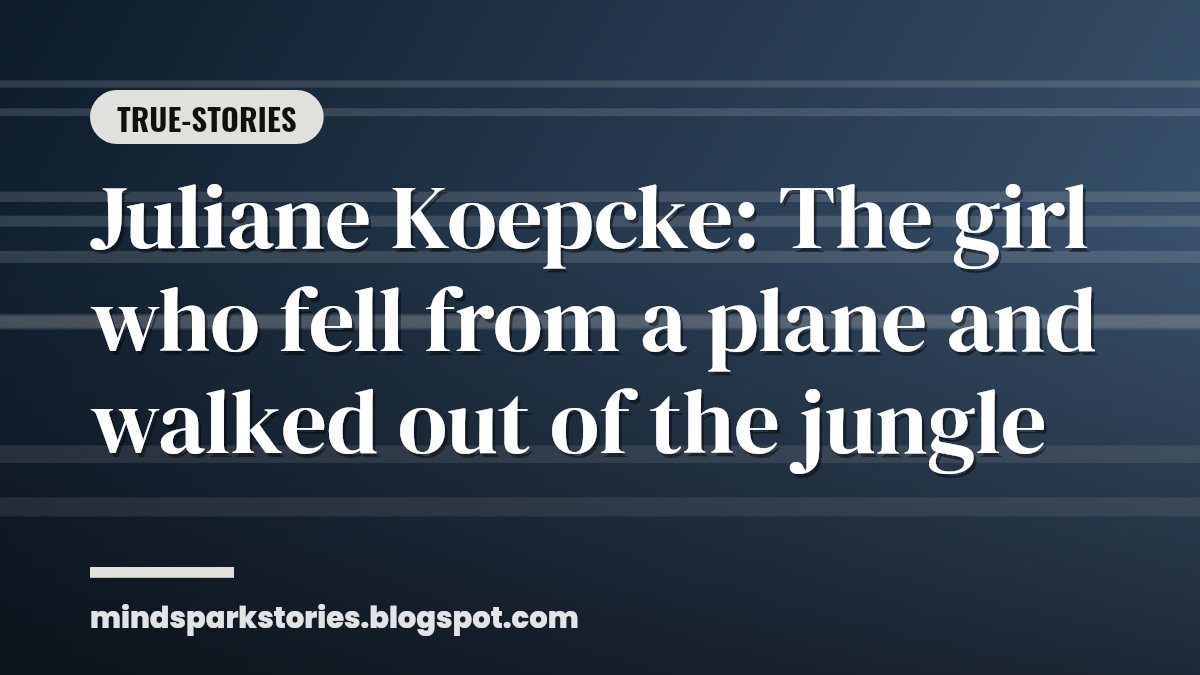 TRUE-STORIES
Juliane Koepcke: The girl
who fell from a plane and
walked out of the jungle
mindsparkstories.blogspot.com